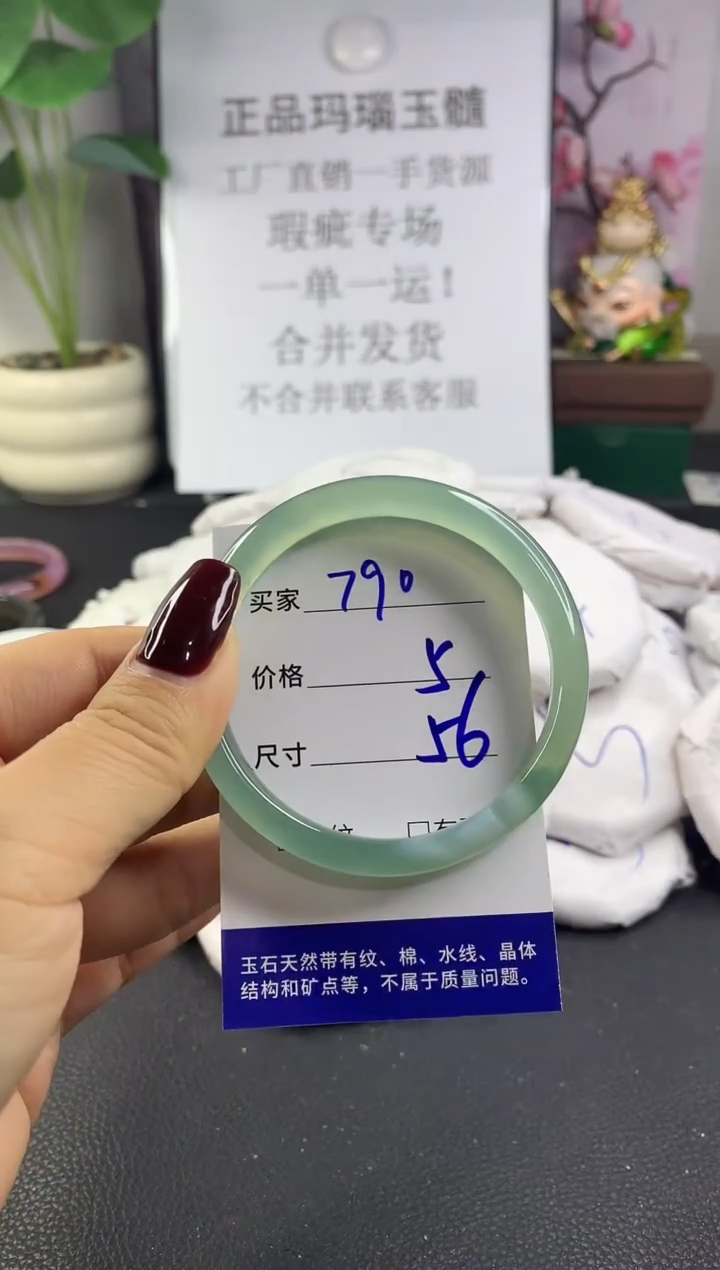 正品玛瑙玉髓
工厂直销一手货源
瑕疵专场
一单一运！
合并发货
不合并联系客服
买家 790
价格 5
尺寸 56
玉石天然带有纹、棉、水线、晶体
结构和矿点等，不属于质量问题。